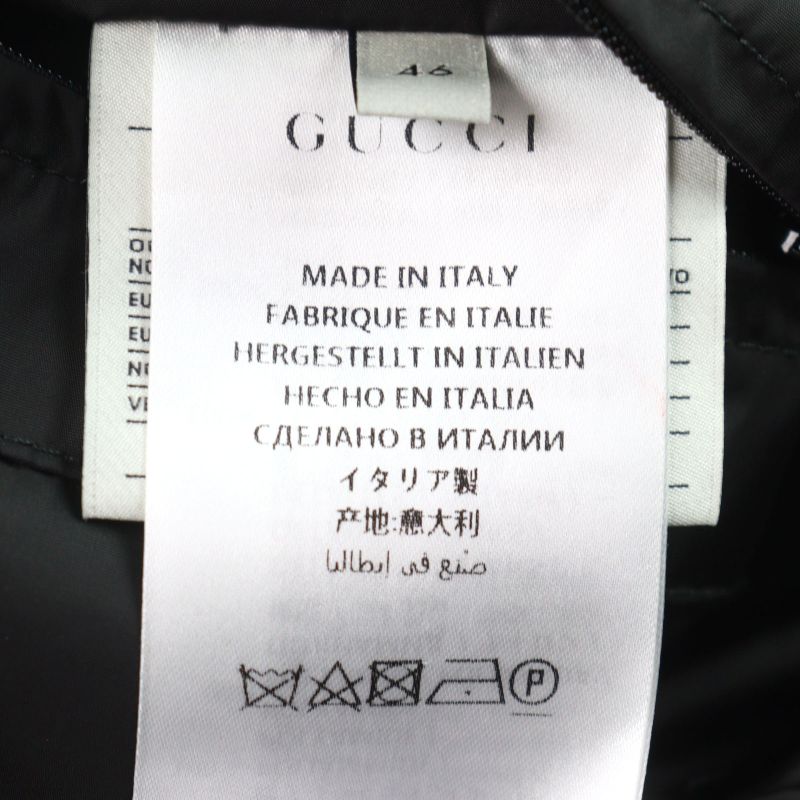 46
GUCCI
MADE IN ITALY
FABRIQUE EN ITALIE
HERGESTELLT IN ITALIEN
HECHO EN ITALIA
СДЕЛАНО В ИТАЛИИ
イタリア製
产地:意大利
صنع في إيطاليا
P